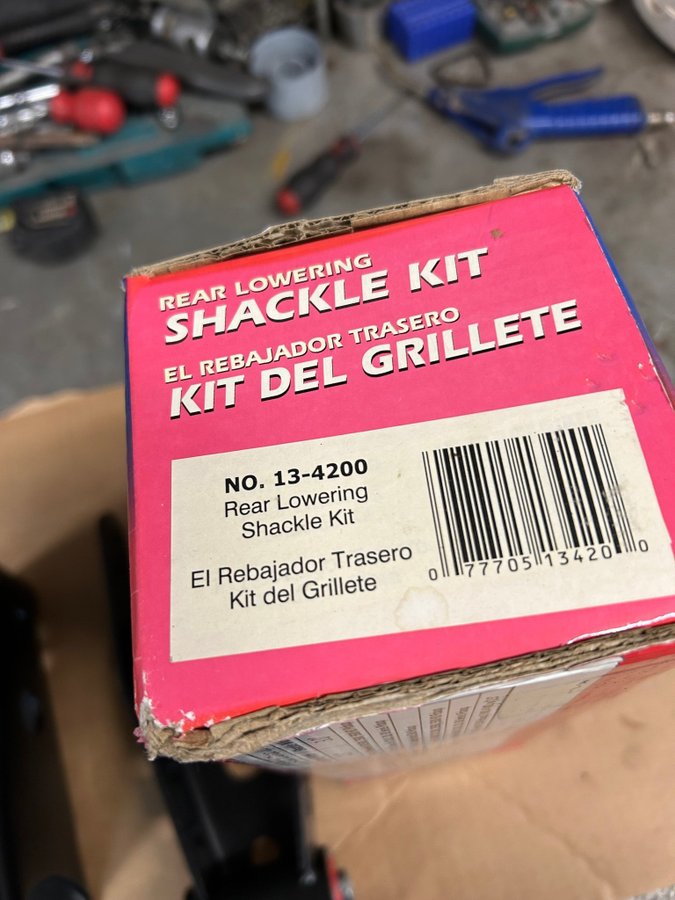 REAR LOWERING
SHACKLE KIT
EL REBAJADOR TRASERO
KIT DEL GRILLETE
NO. 13-4200
Rear Lowering
Shackle Kit
El Rebajador Trasero
Kit del Grillete
0 77705 13420 0